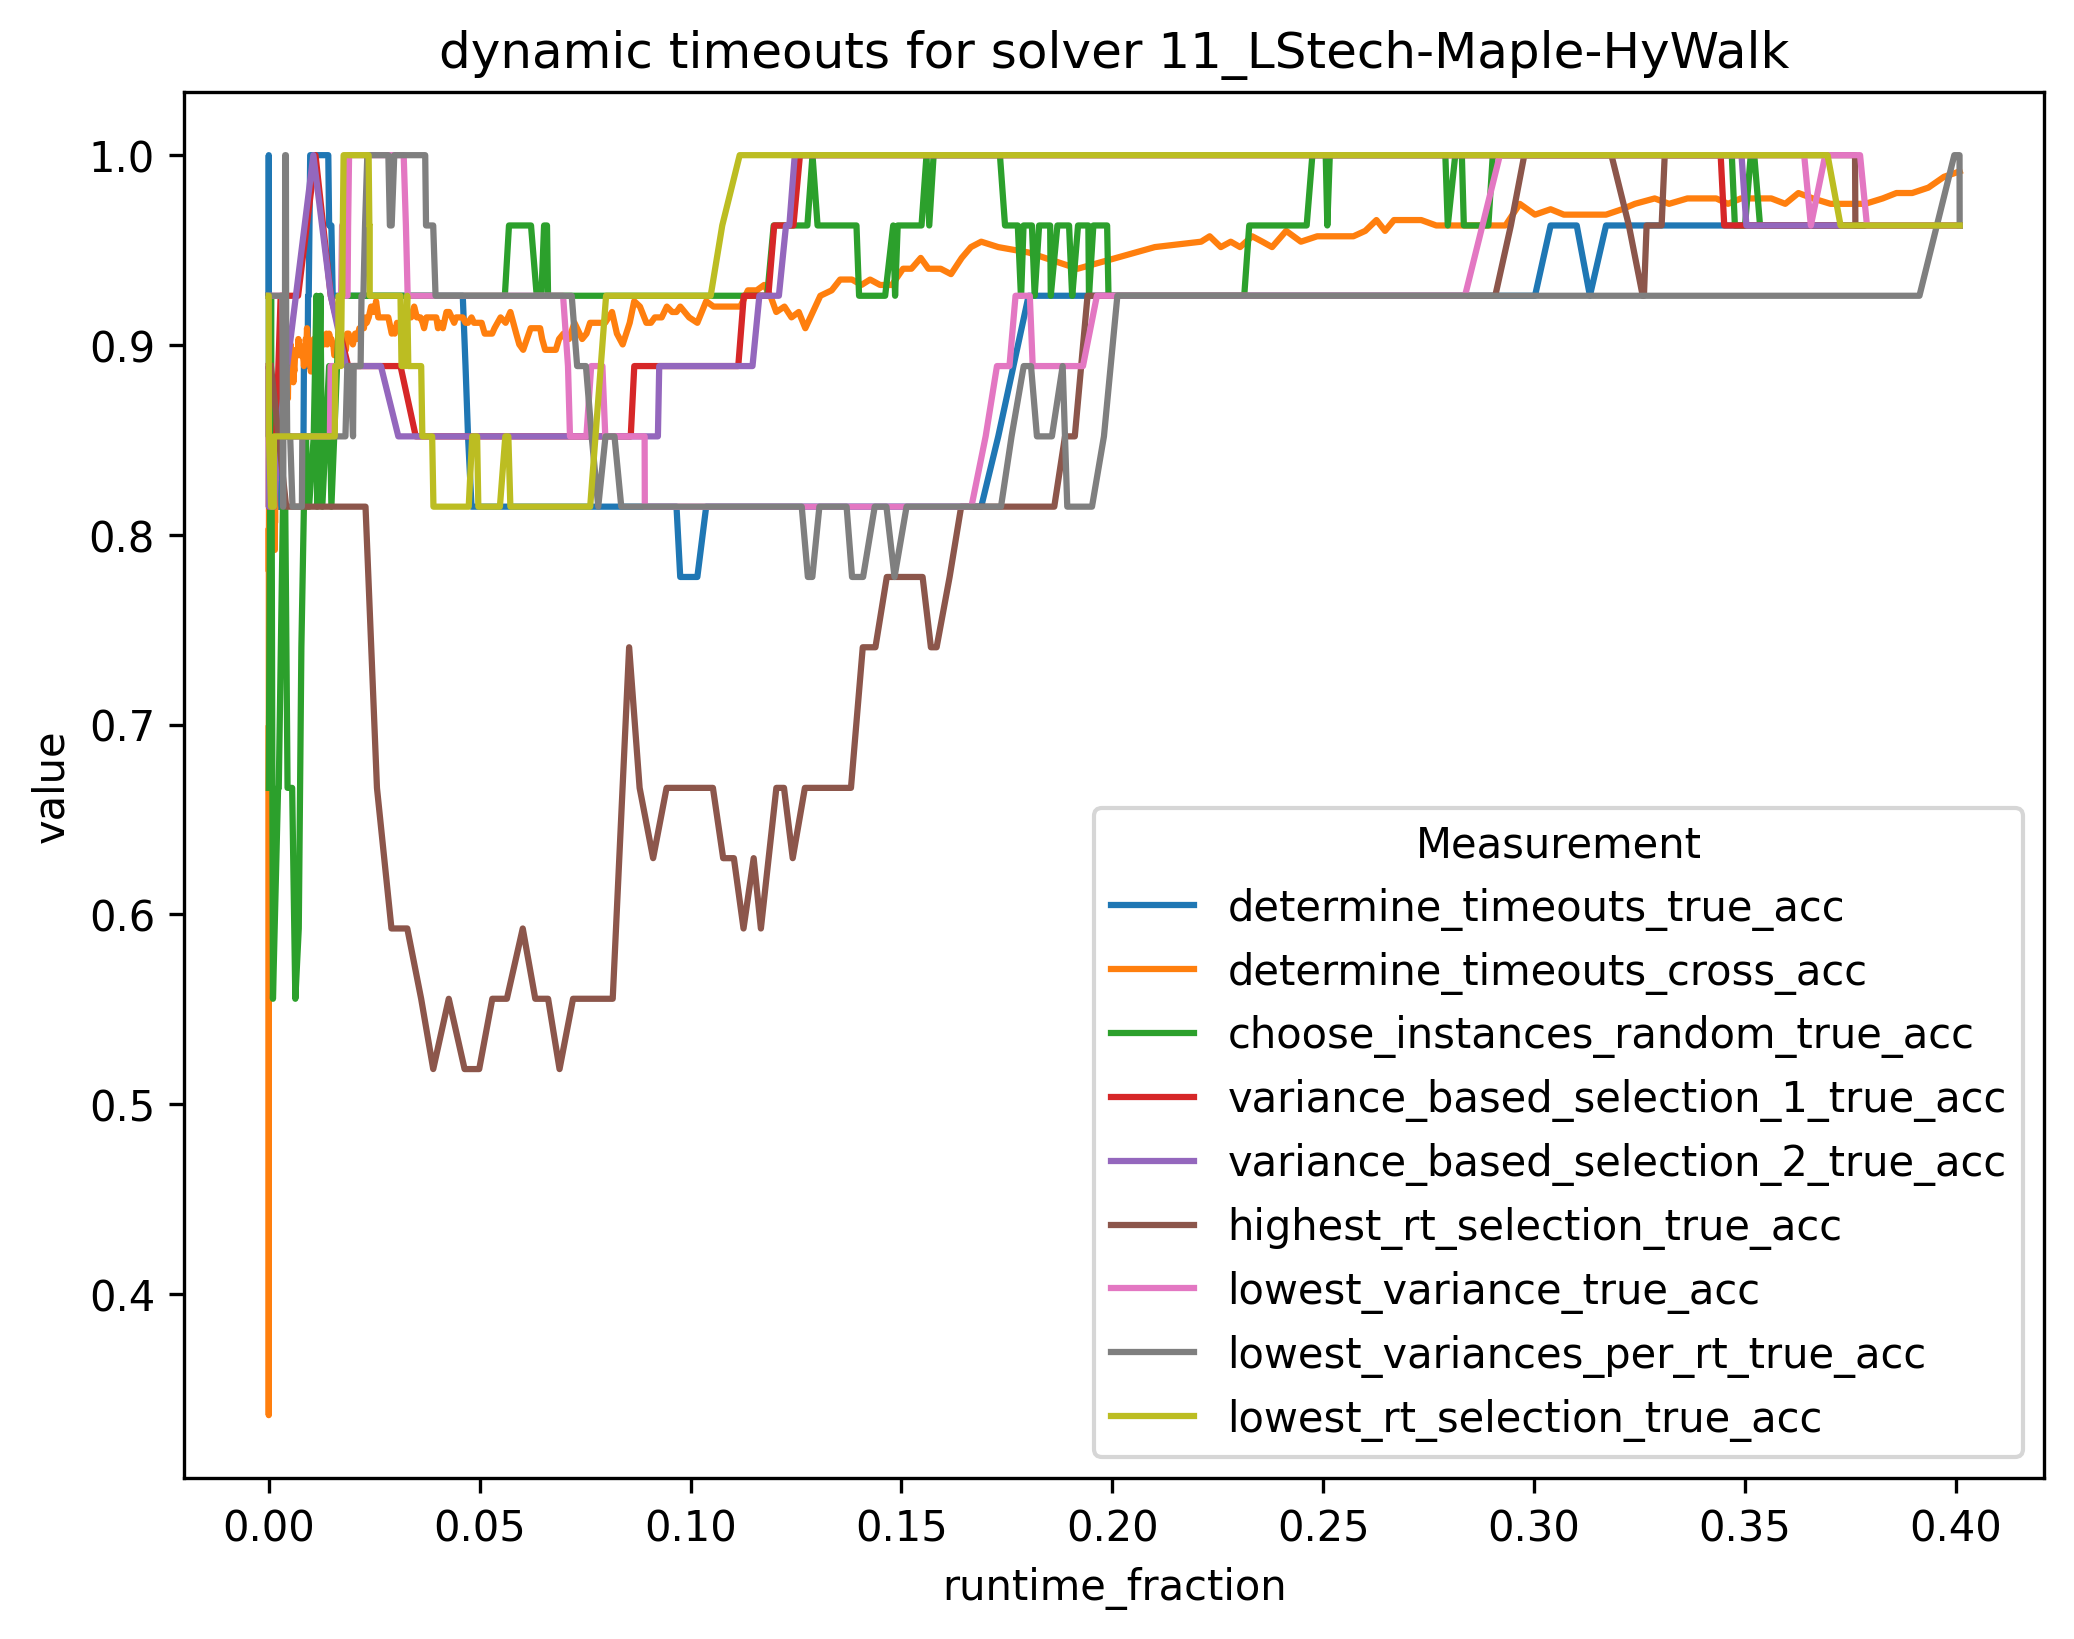 dynamic timeouts for solver 11_LStech-Maple-HyWalk
value
1.0
0.9
0.8
0.7
0.6
0.5
0.4
Measurement
determine_timeouts_true_acc
determine_timeouts_cross_acc
choose_instances_random_true_acc
variance_based_selection_1_true_acc
variance_based_selection_2_true_acc
highest_rt_selection_true_acc
lowest_variance_true_acc
lowest_variances_per_rt_true_acc
lowest_rt_selection_true_acc
0.00 0.05 0.10 0.15 0.20 0.25 0.30 0.35 0.40
runtime_fraction